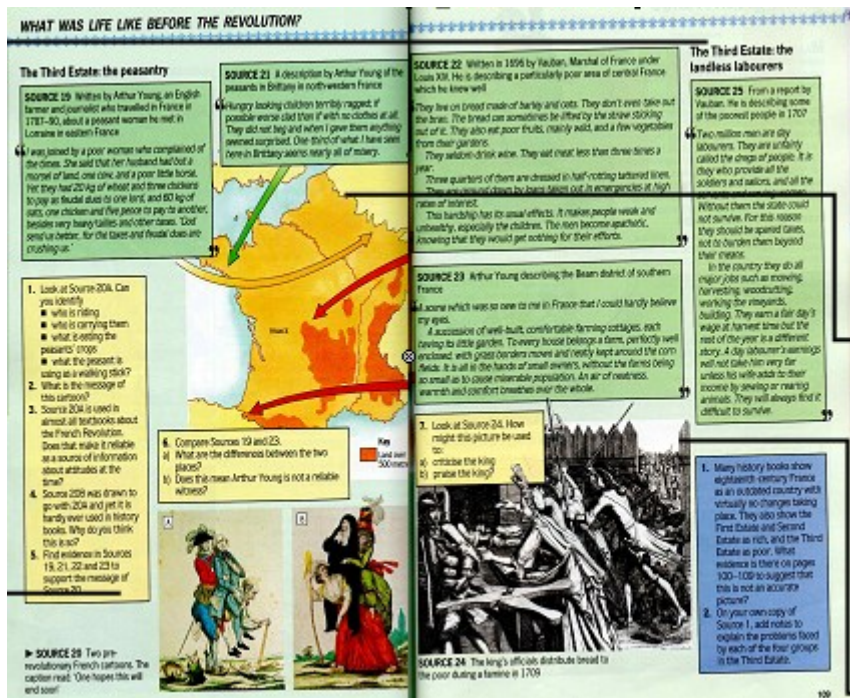 WHAT WAS LIFE LIKE BEFORE THE REVOLUTION?
The Third Estate: the peasantry
SOURCE 19 Written by Arthur Young, an English
farmer and journalist who travelled in France in
1787-90, about a peasant woman he met in
Lorraine in eastern France
I was joined by a poor woman who complained of
the times. She said that her husband had but a
morsel of land, one cow, and a poor little horse.
Yet they had 20 kg of wheat and three chickens
to pay as feudal dues to one lord, and 60 kg of
oats, one chicken and five pence to pay to another,
besides very heavy tailles and other taxes. 'God
send us better, for the taxes and feudal dues are
crushing us.'
SOURCE 21 A description by Arthur Young of the
peasants in Brittany in north-western France
Hungry looking children terribly ragged, if
possible worse clad than if with no clothes at all.
They did not beg and when I gave them anything
seemed surprised. One-third of what I have seen
here in Brittany seems nearly all of misery.
1. Look at Source 20A. Can
you identify
■ who is riding
■ who is carrying them
■ what is eating the
peasants' crops
■ what the peasant is
using as a walking stick?
2. What is the message of
this cartoon?
3. Source 20A is used in
almost all textbooks about
the French Revolution.
Does that make it reliable
as a source of information
about attitudes at the
time?
4. Source 20B was drawn to
go with 20A and yet it is
hardly ever used in history
books. Why do you think
this is so?
5. Find evidence in Sources
19, 21, 22 and 23 to
support the message of
Source 20.
6. Compare Sources 19 and 23.
a) What are the differences between the two
places?
b) Does this mean Arthur Young is not a reliable
witness?
Key
Land over
500 metres
A
B
► SOURCE 20 Two pre-
revolutionary French cartoons. The
caption read: 'One hopes this will
end soon'
SOURCE 22 Written in 1696 by Vauban, Marshal of France under
Louis XIV. He is describing a particularly poor area of central France
which he knew well
They live on bread made of barley and oats. They don't even take out
the bran. The bread can sometimes be lifted by the straw sticking
out of it. They also eat poor fruits, mainly wild, and a few vegetables
from their gardens.
They seldom drink wine. They eat meat less than three times a
year.
Three quarters of them are dressed in half-rotting tattered linen.
They are ground down by loans taken out in emergencies at high
rates of interest.
This hardship has its usual effects. It makes people weak and
unhealthy, especially the children. The men become apathetic,
knowing that they would get nothing for their efforts.
SOURCE 23 Arthur Young describing the Bearn district of southern
France
A scene which was so new to me in France that I could hardly believe
my eyes.
A succession of well-built, comfortable farming cottages, each
having its little garden. To every house belongs a farm, perfectly well
enclosed, with grass borders mown and neatly kept around the corn
fields. It is all in the hands of small owners, without the farms being
so small as to cause miserable population. An air of neatness,
warmth and comfort breathes over the whole.
7. Look at Source 24. How
might this picture be used
to:
a) criticise the king
b) praise the king?
SOURCE 24 The king's officials distribute bread to
the poor during a famine in 1709
The Third Estate: the
landless labourers
SOURCE 25 From a report by
Vauban. He is describing some
of the poorest people in 1707
Two million men are day
labourers. They are unfairly
called the dregs of people. It is
they who provide all the
soldiers and sailors, and all the
Without them the state could
not survive. For this reason
they should be spared taxes,
not to burden them beyond
their means.
In the country they do all
major jobs such as mowing,
harvesting, woodcutting,
working the vineyards,
building. They earn a fair day's
wage at harvest time but the
rest of the year is a different
story. A day labourer's earnings
will not take him very far
unless his wife adds to their
income by sewing or rearing
animals. They will always find it
difficult to survive.
1. Many history books show
eighteenth-century France
as an outdated country with
virtually no changes taking
place. They also show the
First Estate and Second
Estate as rich, and the Third
Estate as poor. What
evidence is there on pages
100-109 to suggest that
this is not an accurate
picture?
2. On your own copy of
Source 1, add notes to
explain the problems faced
by each of the four groups
in the Third Estate.
109